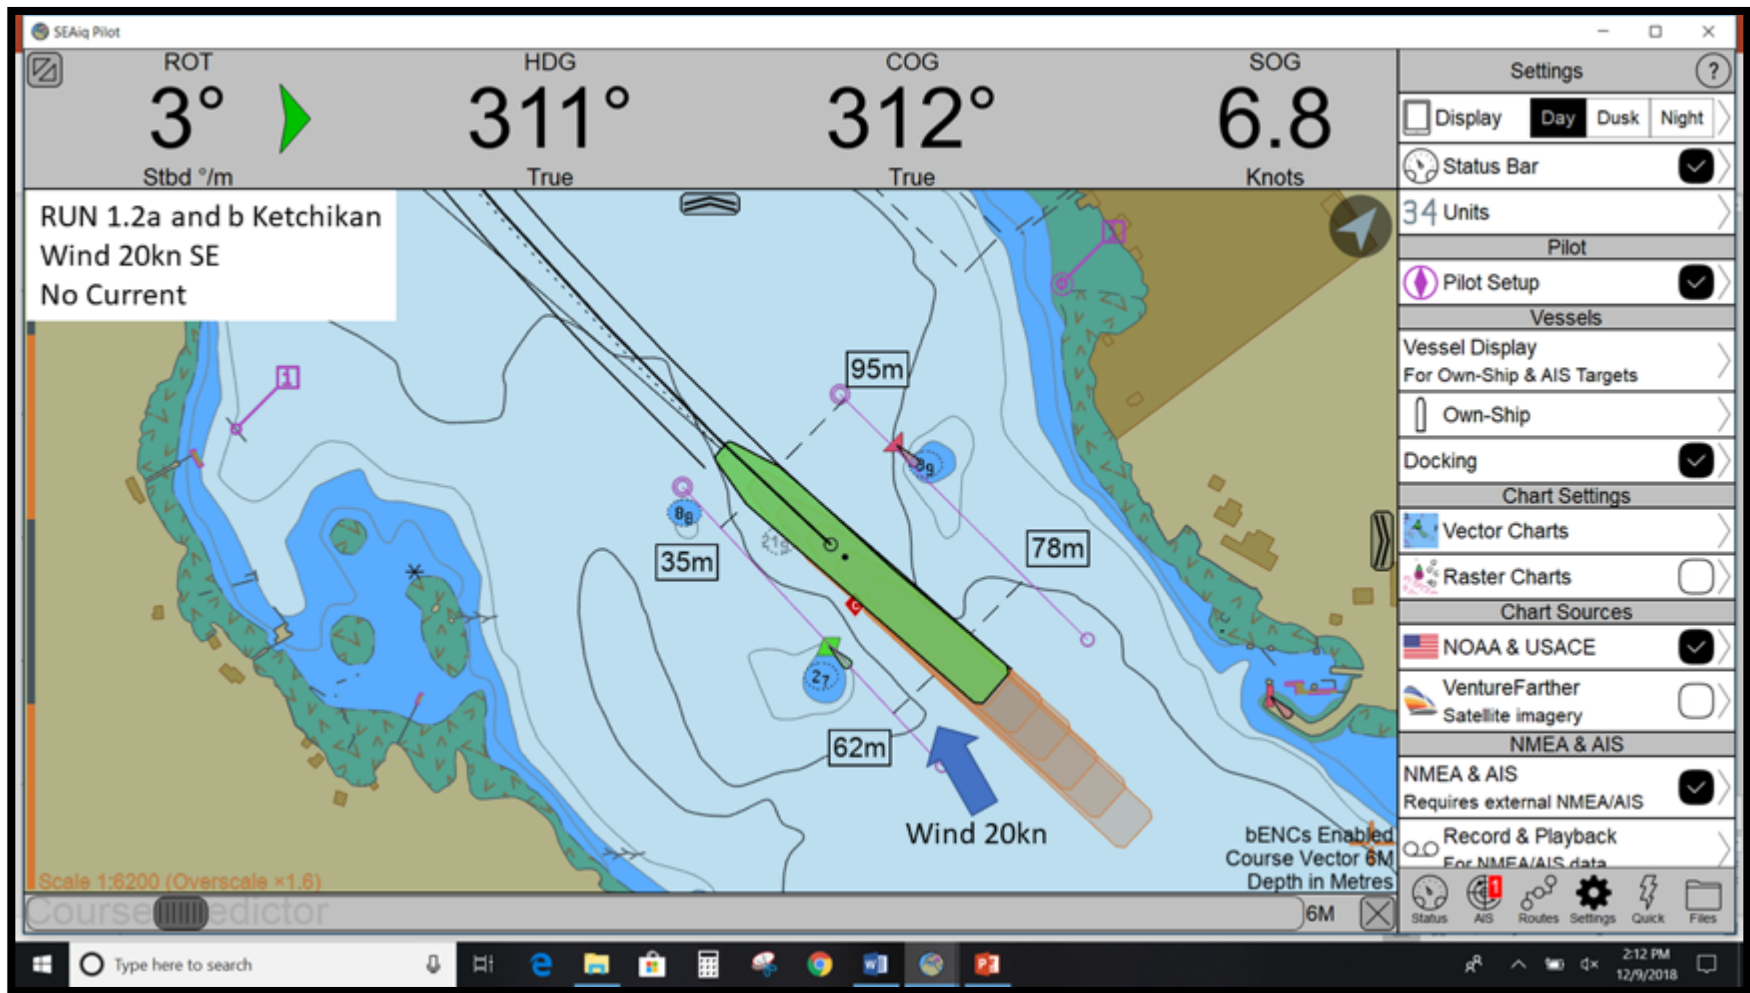 SEAiq Pilot
ROT
3°
Stbd °/m
HDG
311°
True
COG
312°
True
SOG
6.8
Knots
RUN 1.2a and b Ketchikan
Wind 20kn SE
No Current
1
95m
35m
78m
62m
27
Wind 20kn
bENCs Enabled
Course Vector 6M
Depth in Metres
Scale 1:6200 (Overscale ×1.6)
6M
Settings
?
Display Day Dusk Night
Status Bar
34 Units
Pilot
Pilot Setup
Vessels
Vessel Display
For Own-Ship & AIS Targets
Own-Ship
Docking
Chart Settings
Vector Charts
Raster Charts
Chart Sources
NOAA & USACE
VentureFarther
Satellite imagery
NMEA & AIS
NMEA & AIS
Requires external NMEA/AIS
Record & Playback
For NMEA/AIS data
1
Status AIS Routes Settings Quick Files
Type here to search
2:12 PM
12/9/2018